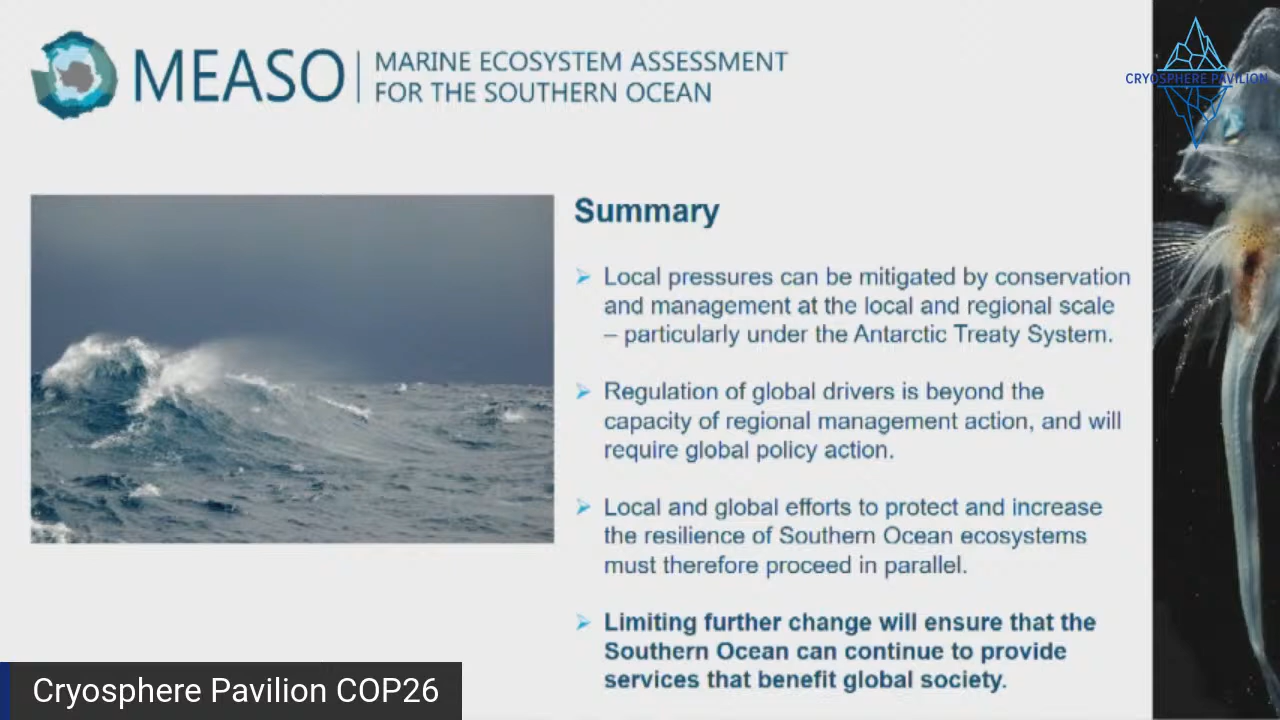 MEASO
MARINE ECOSYSTEM ASSESSMENT
FOR THE SOUTHERN OCEAN
CRYOSPHERE PAVILION
Summary
Local pressures can be mitigated by conservation
and management at the local and regional scale
– particularly under the Antarctic Treaty System.
Regulation of global drivers is beyond the
capacity of regional management action, and will
require global policy action.
Local and global efforts to protect and increase
the resilience of Southern Ocean ecosystems
must therefore proceed in parallel.
Limiting further change will ensure that the
Southern Ocean can continue to provide
services that benefit global society.
Cryosphere Pavilion COP26